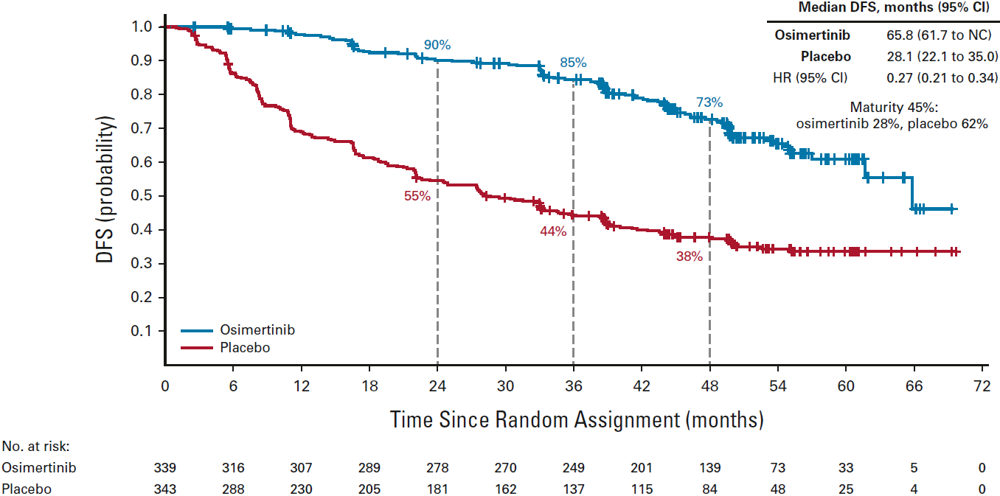 Median DFS, months (95% CI)
Osimertinib 65.8 (61.7 to NC)
Placebo 28.1 (22.1 to 35.0)
HR (95% CI) 0.27 (0.21 to 0.34)
Maturity 45%:
osimertinib 28%, placebo 62%
DFS (probability)
1.0
0.9
0.8
0.7
0.6
0.5
0.4
0.3
0.2
0.1
90%
85%
73%
55%
44%
38%
Osimertinib
Placebo
0 6 12 18 24 30 36 42 48 54 60 66 72
Time Since Random Assignment (months)
No. at risk:
Osimertinib 339 316 307 289 278 270 249 201 139 73 33 5 0
Placebo 343 288 230 205 181 162 137 115 84 48 25 4 0